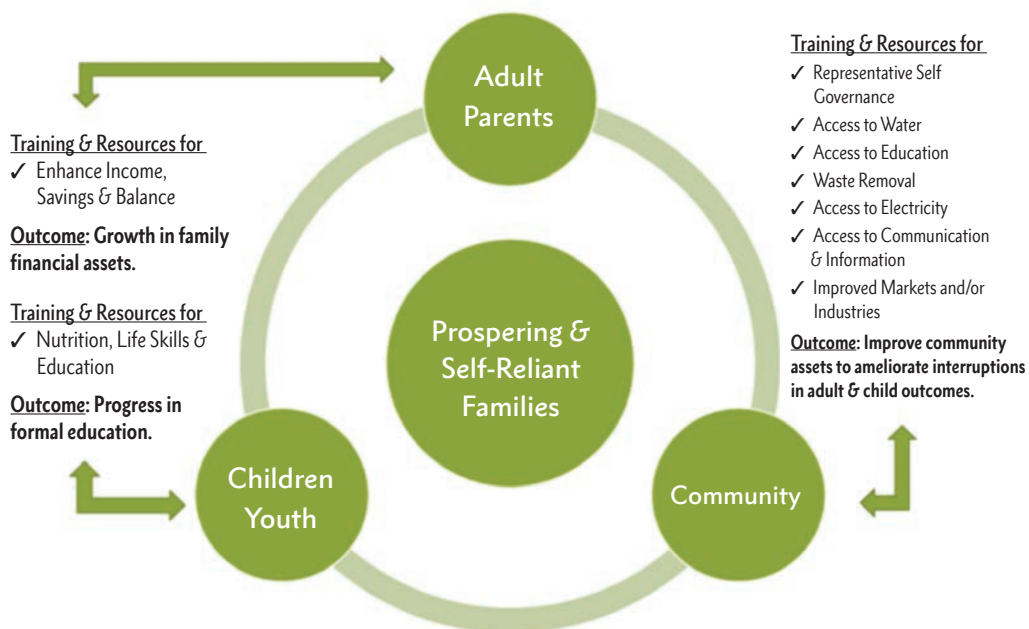 Adult
Parents
Training & Resources for
✓ Enhance Income,
Savings & Balance
Outcome: Growth in family
financial assets.
Training & Resources for
✓ Nutrition, Life Skills &
Education
Outcome: Progress in
formal education.
Prospering &
Self-Reliant
Families
Children
Youth
Community
Training & Resources for
✓ Representative Self
Governance
✓ Access to Water
✓ Access to Education
✓ Waste Removal
✓ Access to Electricity
✓ Access to Communication
& Information
✓ Improved Markets and/or
Industries
Outcome: Improve community
assets to ameliorate interruptions
in adult & child outcomes.